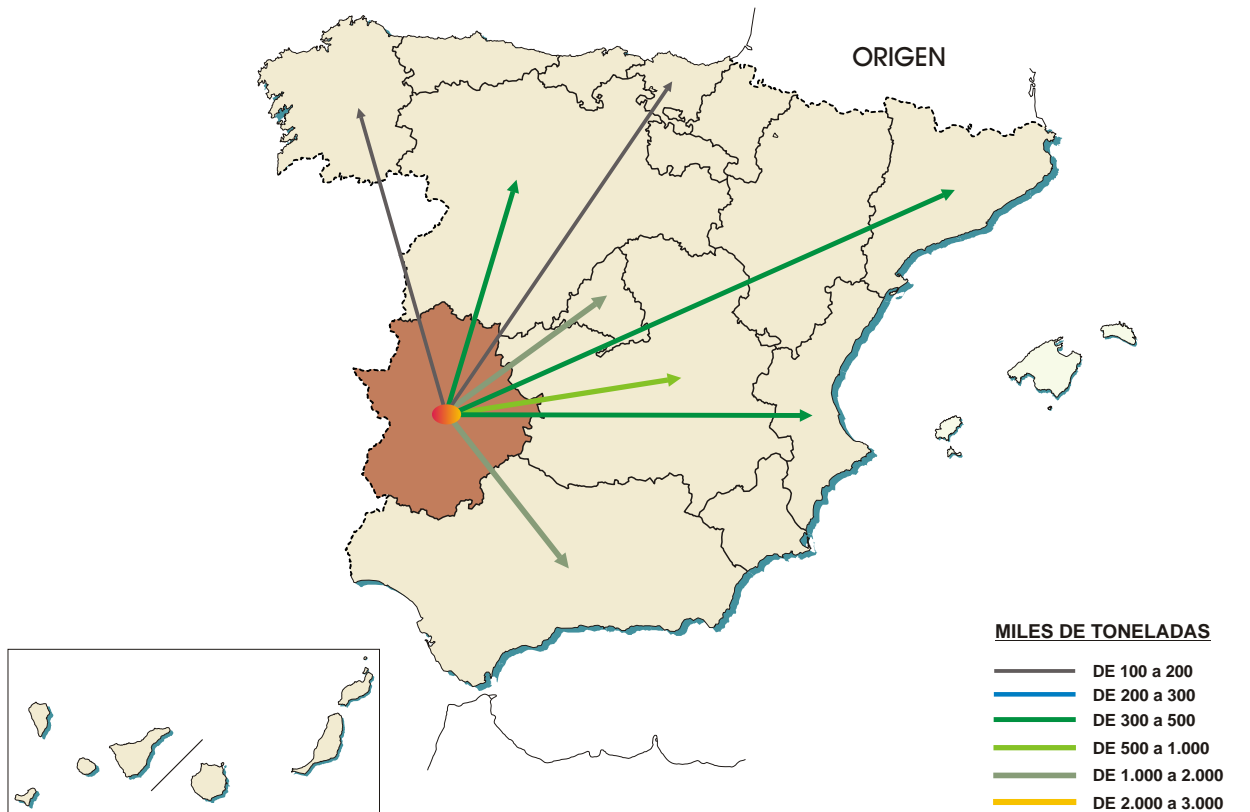 ORIGEN
MILES DE TONELADAS
DE 100 a 200
DE 200 a 300
DE 300 a 500
DE 500 a 1.000
DE 1.000 a 2.000
DE 2.000 a 3.000